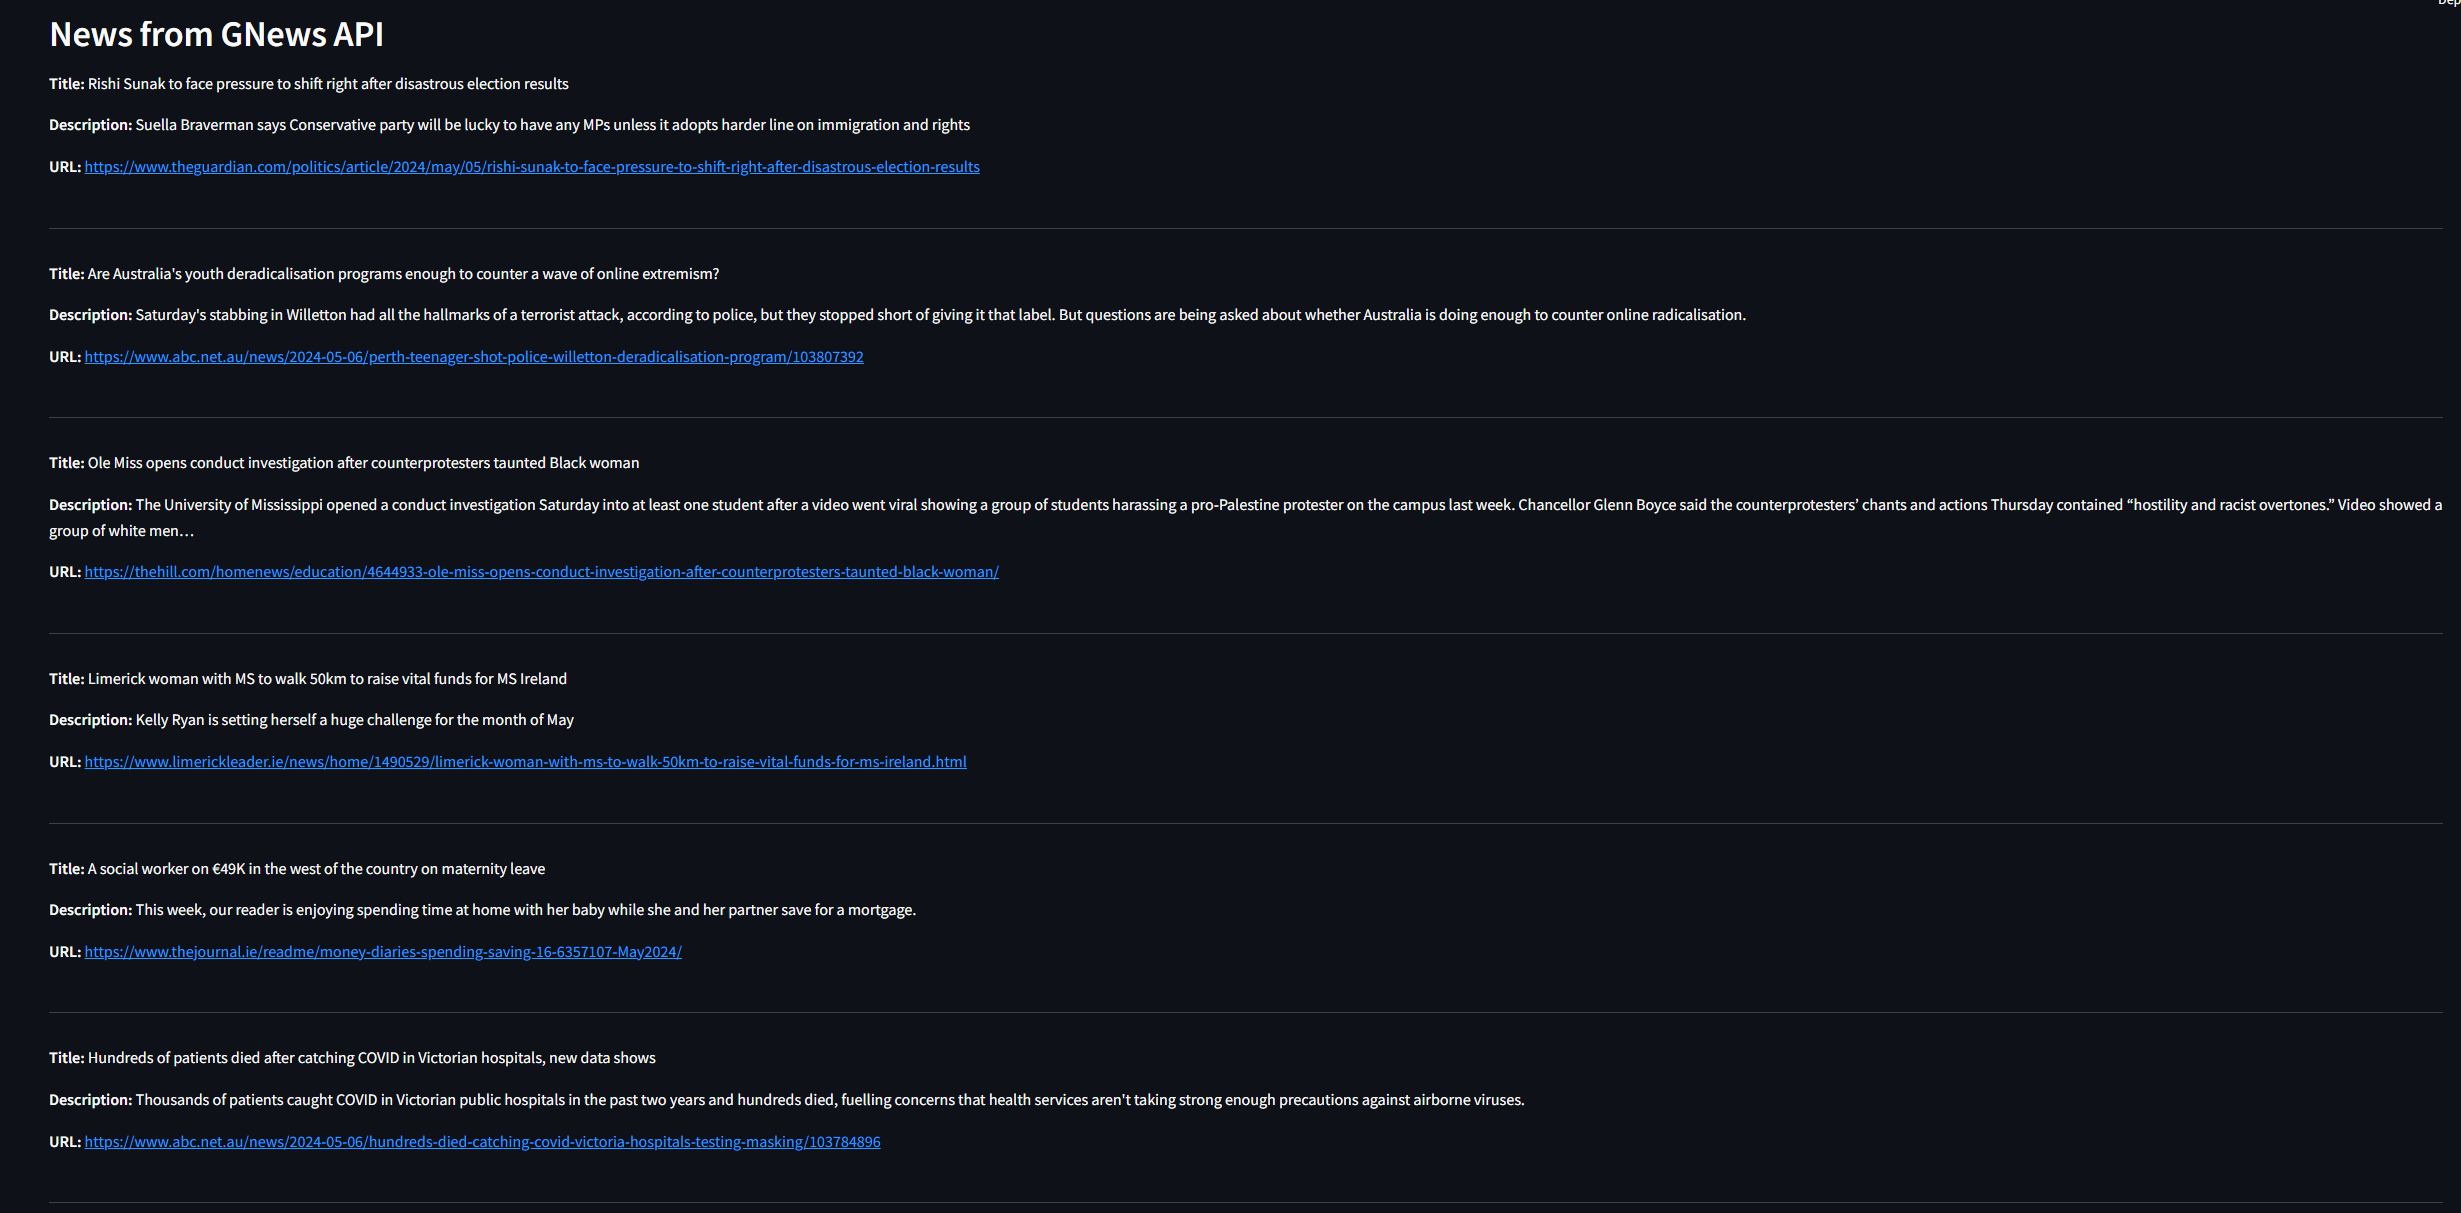 Dep
News from GNews API
Title: Rishi Sunak to face pressure to shift right after disastrous election results
Description: Suella Braverman says Conservative party will be lucky to have any MPs unless it adopts harder line on immigration and rights
URL: https://www.theguardian.com/politics/article/2024/may/05/rishi-sunak-to-face-pressure-to-shift-right-after-disastrous-election-results
Title: Are Australia's youth deradicalisation programs enough to counter a wave of online extremism?
Description: Saturday's stabbing in Willetton had all the hallmarks of a terrorist attack, according to police, but they stopped short of giving it that label. But questions are being asked about whether Australia is doing enough to counter online radicalisation.
URL: https://www.abc.net.au/news/2024-05-06/perth-teenager-shot-police-willetton-deradicalisation-program/103807392
Title: Ole Miss opens conduct investigation after counterprotesters taunted Black woman
Description: The University of Mississippi opened a conduct investigation Saturday into at least one student after a video went viral showing a group of students harassing a pro-Palestine protester on the campus last week. Chancellor Glenn Boyce said the counterprotesters’ chants and actions Thursday contained “hostility and racist overtones.” Video showed a
group of white men…
URL: https://thehill.com/homenews/education/4644933-ole-miss-opens-conduct-investigation-after-counterprotesters-taunted-black-woman/
Title: Limerick woman with MS to walk 50km to raise vital funds for MS Ireland
Description: Kelly Ryan is setting herself a huge challenge for the month of May
URL: https://www.limerickleader.ie/news/home/1490529/limerick-woman-with-ms-to-walk-50km-to-raise-vital-funds-for-ms-ireland.html
Title: A social worker on €49K in the west of the country on maternity leave
Description: This week, our reader is enjoying spending time at home with her baby while she and her partner save for a mortgage.
URL: https://www.thejournal.ie/readme/money-diaries-spending-saving-16-6357107-May2024/
Title: Hundreds of patients died after catching COVID in Victorian hospitals, new data shows
Description: Thousands of patients caught COVID in Victorian public hospitals in the past two years and hundreds died, fuelling concerns that health services aren't taking strong enough precautions against airborne viruses.
URL: https://www.abc.net.au/news/2024-05-06/hundreds-died-catching-covid-victoria-hospitals-testing-masking/103784896